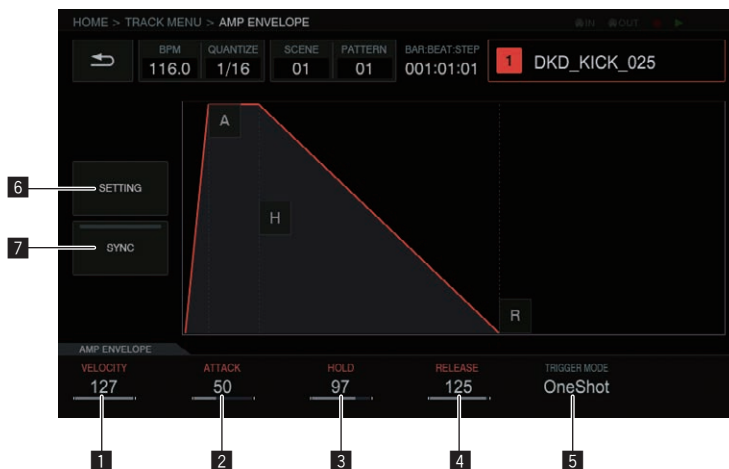 HOME > TRACK MENU > AMP ENVELOPE
IN OUT
BPM QUANTIZE SCENE PATTERN BAR:BEAT:STEP
116.0 1/16 01 01 001:01:01 1 DKD_KICK_025
A
6 SETTING
H
7 SYNC
R
AMP ENVELOPE
VELOCITY ATTACK HOLD RELEASE TRIGGER MODE
127 50 97 125 OneShot
1 2 3 4 5